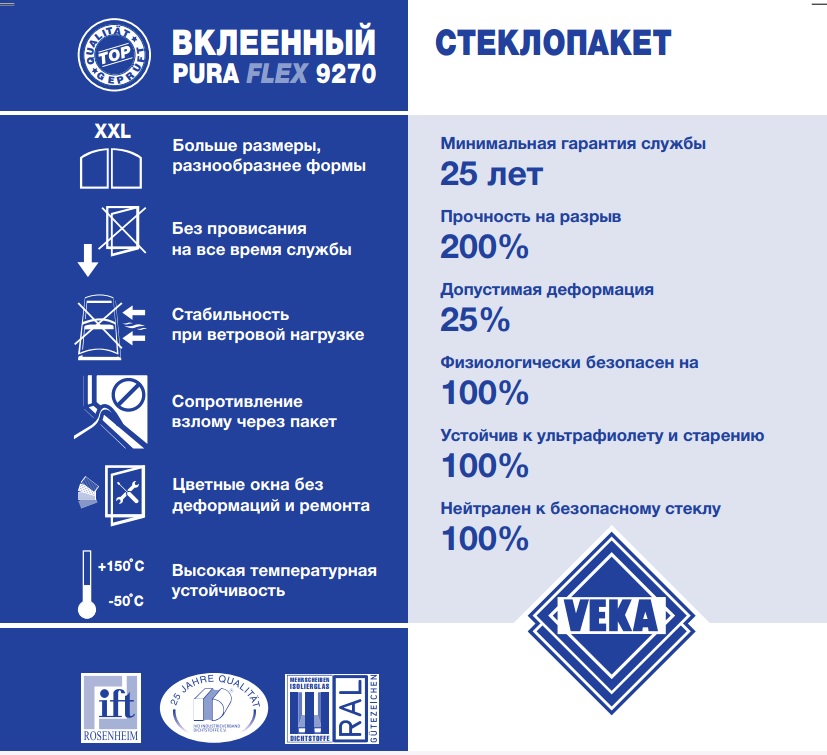 QUALITÄT
TOP
GEPRÜFT
ВКЛЕЕННЫЙ
PURA FLEX 9270
СТЕКЛОПАКЕТ
XXL
Больше размеры,
разнообразнее формы
Без провисания
на все время службы
Стабильность
при ветровой нагрузке
Сопротивление
взлому через пакет
Цветные окна без
деформаций и ремонта
+150°C
-50°C
Высокая температурная
устойчивость
Минимальная гарантия службы
25 лет
Прочность на разрыв
200%
Допустимая деформация
25%
Физиологически безопасен на
100%
Устойчив к ультрафиолету и старению
100%
Нейтрален к безопасному стеклу
100%
VEKA
ift
ROSENHEIM
25 JAHRE QUALITÄT
IVD INDUSTRIEVERBAND
DICHTSTOFFE E.V.
MEHRSCHEIBEN
ISOLIERGLAS
DICHTSTOFFE
RAL
GÜTEZEICHEN